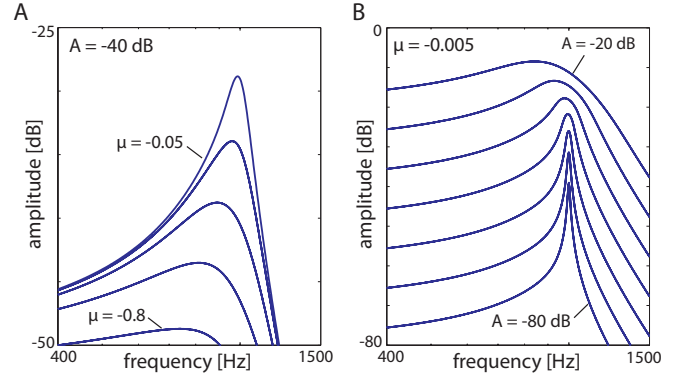 A
-25
A = -40 dB
μ = -0.05
μ = -0.8
-50
400
1500
amplitude [dB]
frequency [Hz]
B
0
μ = -0.005
A = -20 dB
A = -80 dB
-80
400
1500
amplitude [dB]
frequency [Hz]